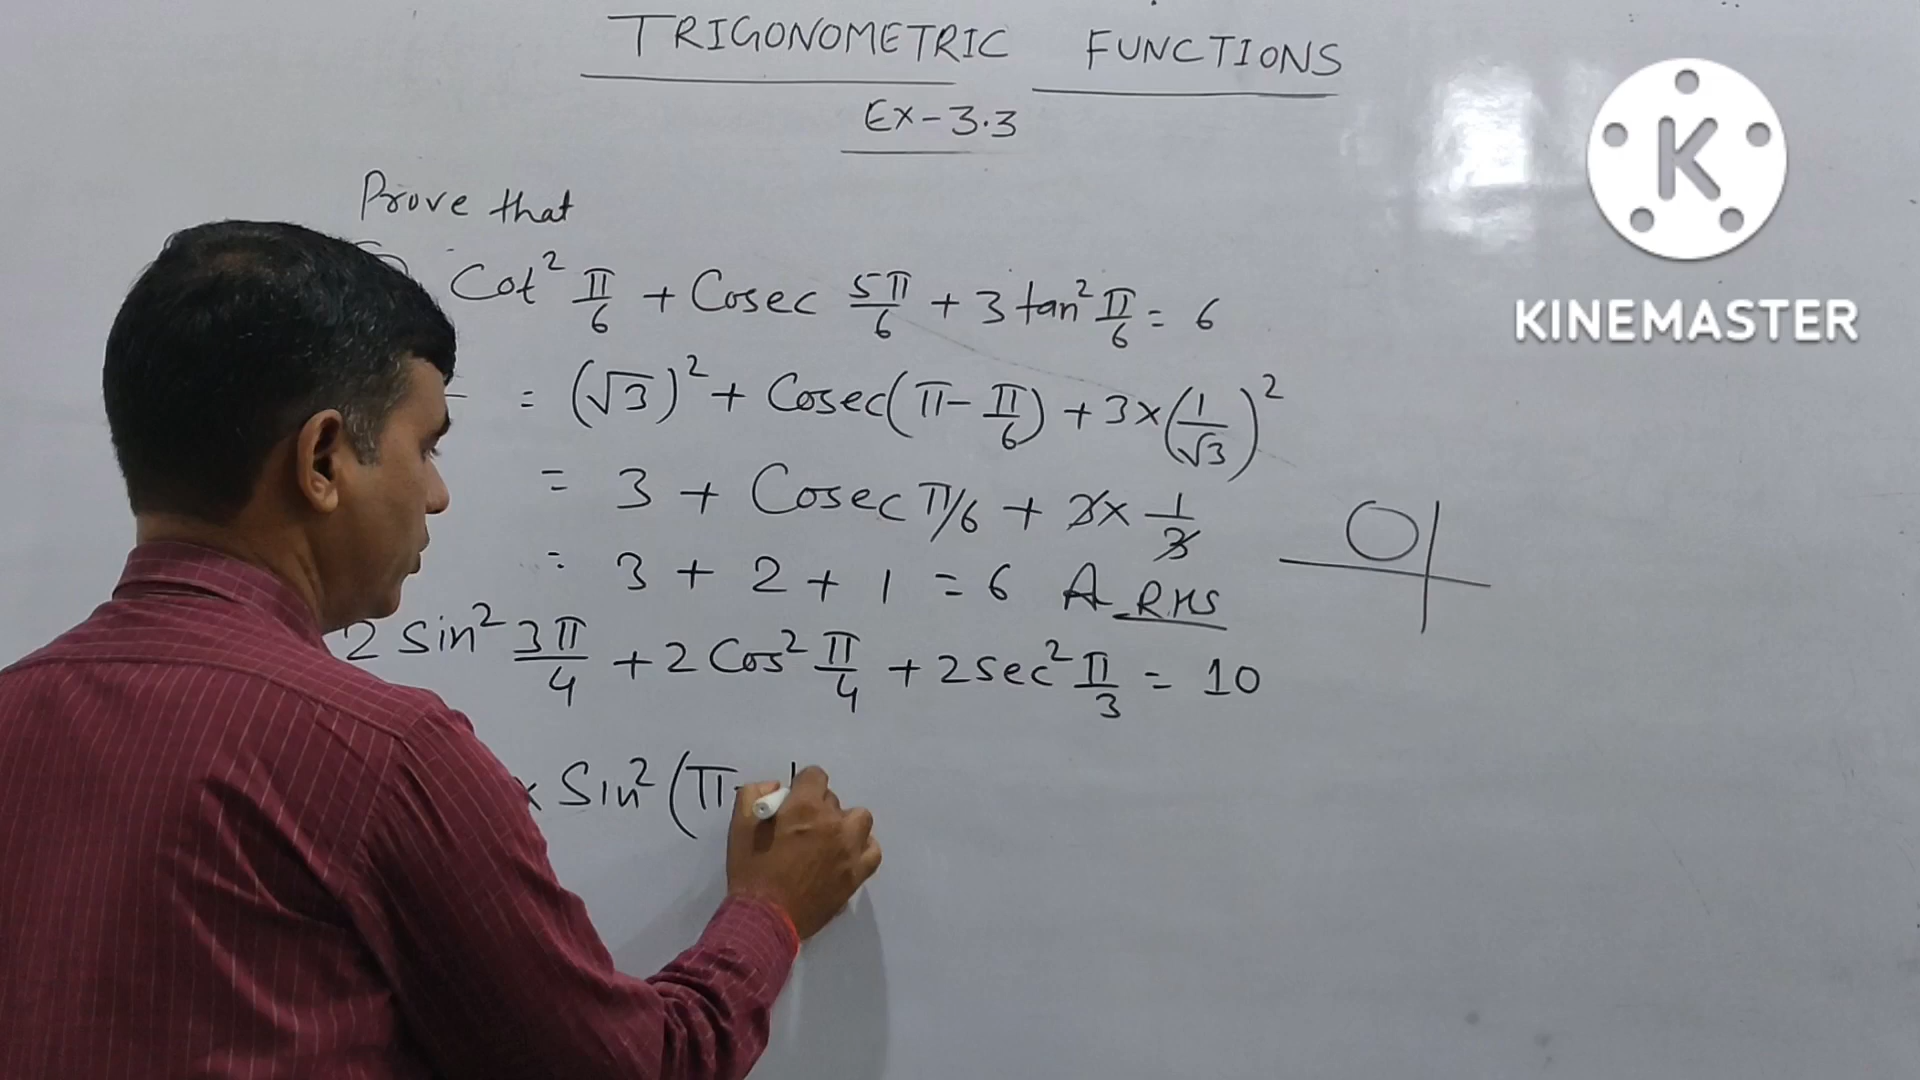 TRIGONOMETRIC FUNCTIONS
Ex-3.3
Prove that
Cot² π/6 + Cosec 5π/6 + 3 tan² π/6 = 6
= (√3)² + Cosec(π - π/6) + 3×(1/√3)²
= 3 + Cosec π/6 + 3× 1/3
= 3 + 2 + 1 = 6 RHS
2 Sin² 3π/4 + 2 Cos² π/4 + 2 sec² π/3 = 10
× Sin² (π -
K
KINEMASTER